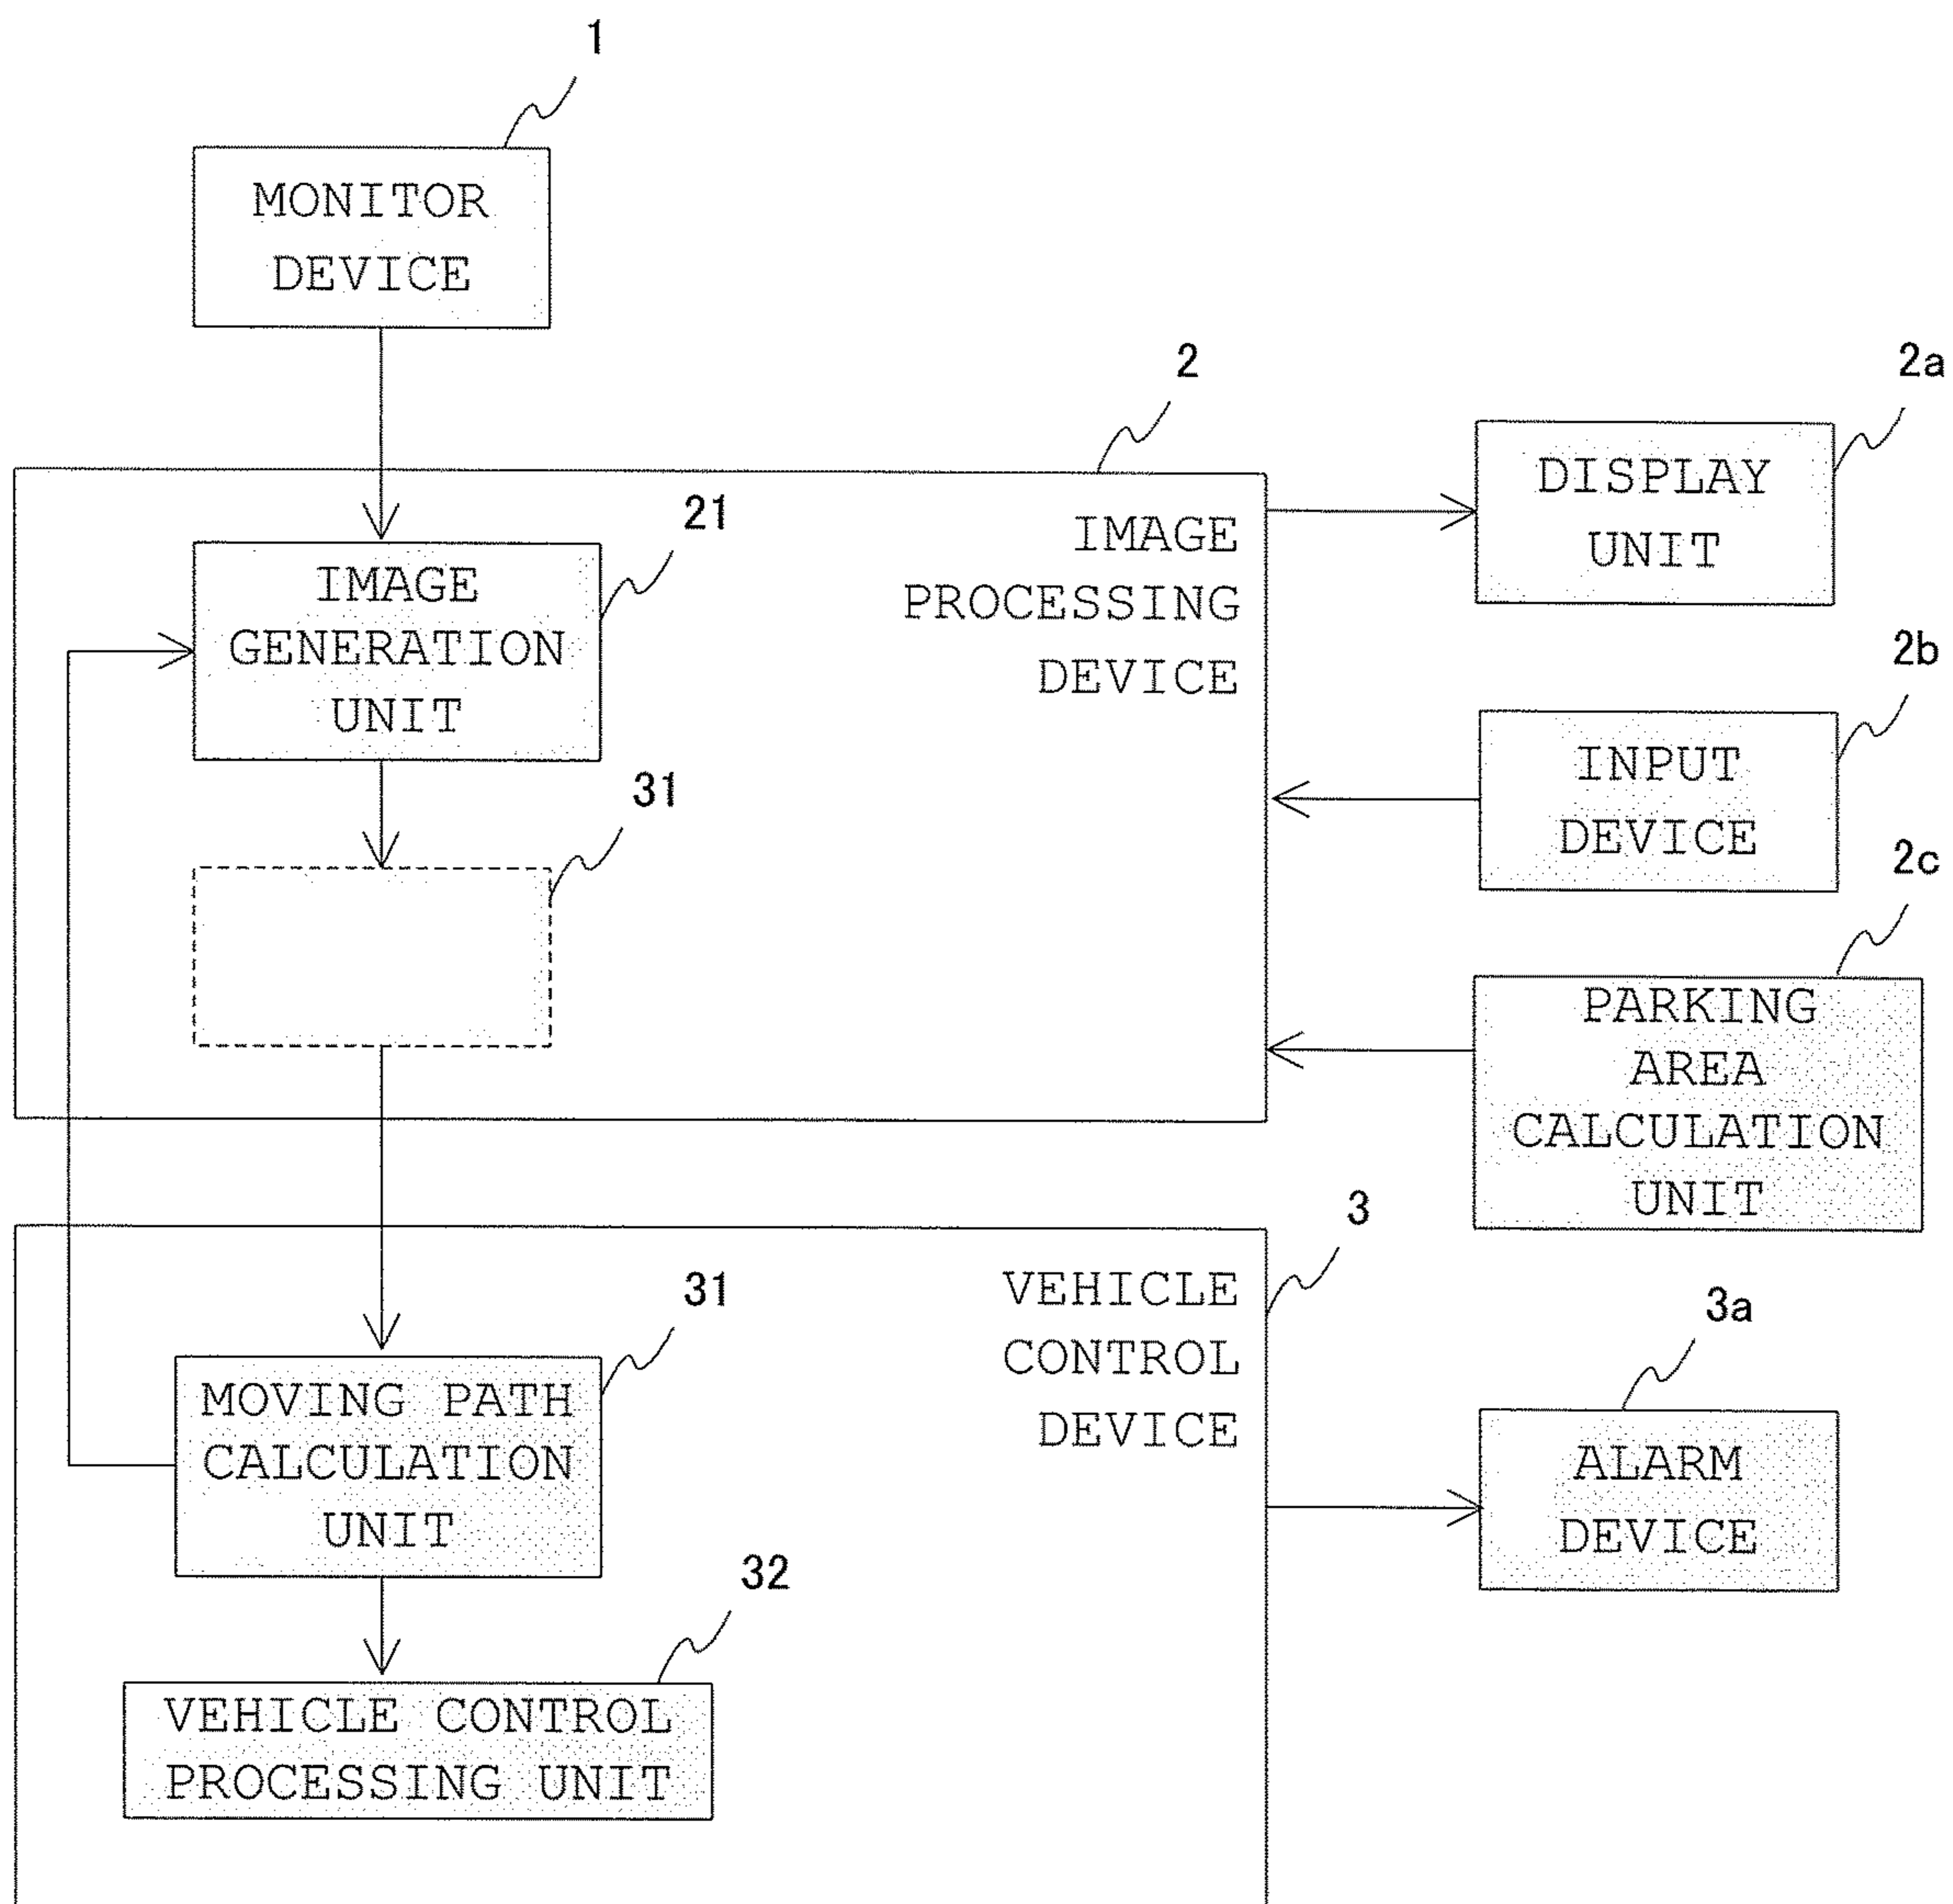 1
MONITOR
DEVICE
2
IMAGE
PROCESSING
DEVICE
21
IMAGE
GENERATION
UNIT
31
2a
DISPLAY
UNIT
2b
INPUT
DEVICE
2c
PARKING
AREA
CALCULATION
UNIT
3
VEHICLE
CONTROL
DEVICE
31
MOVING PATH
CALCULATION
UNIT
3a
ALARM
DEVICE
32
VEHICLE CONTROL
PROCESSING UNIT